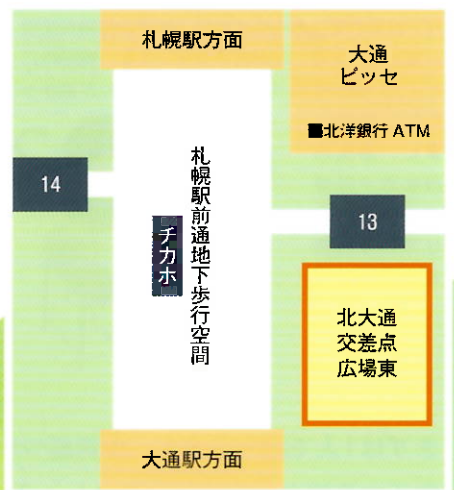 札幌駅方面
大通
ビッセ
■北洋銀行 ATM
14
札幌駅前通地下歩行空間
チカホ
13
北大通
交差点
広場東
大通駅方面